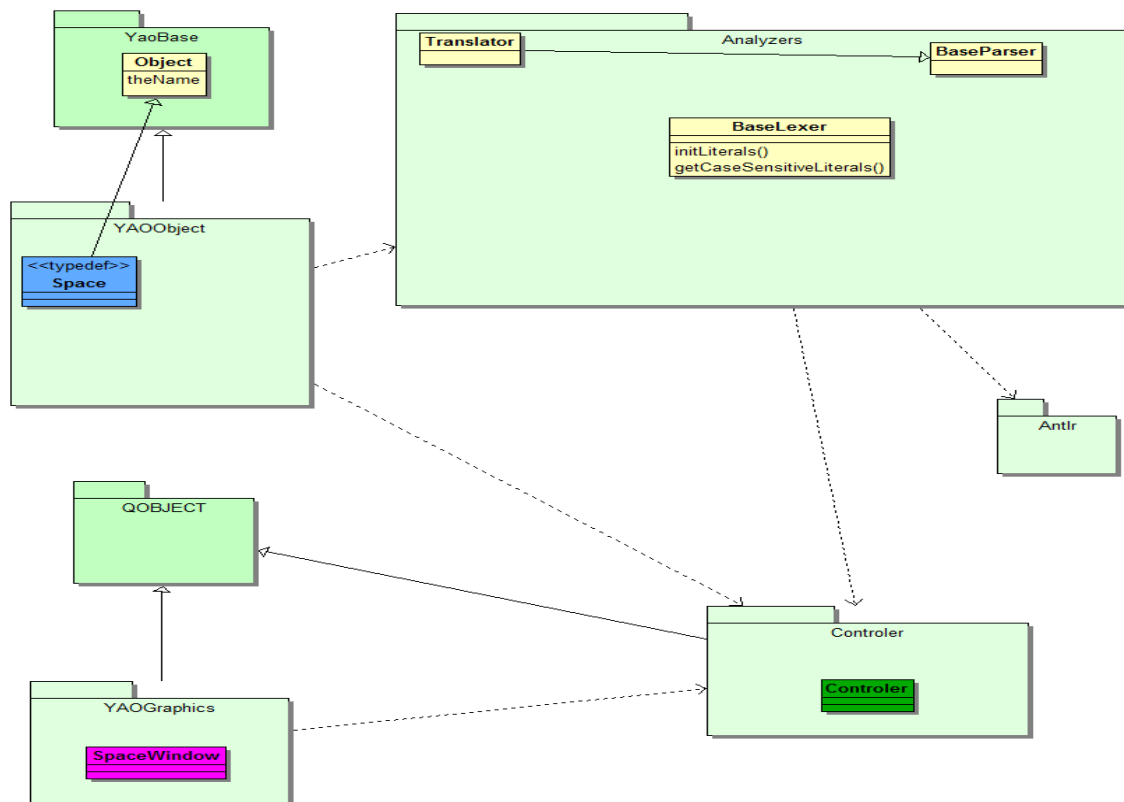 YaoBase
Object
theName
Analyzers
Translator
BaseParser
BaseLexer
initLiterals()
getCaseSensitiveLiterals()
YAOObject
<<typedef>>
Space
Antlr
QOBJECT
Controler
Controler
YAOGraphics
SpaceWindow